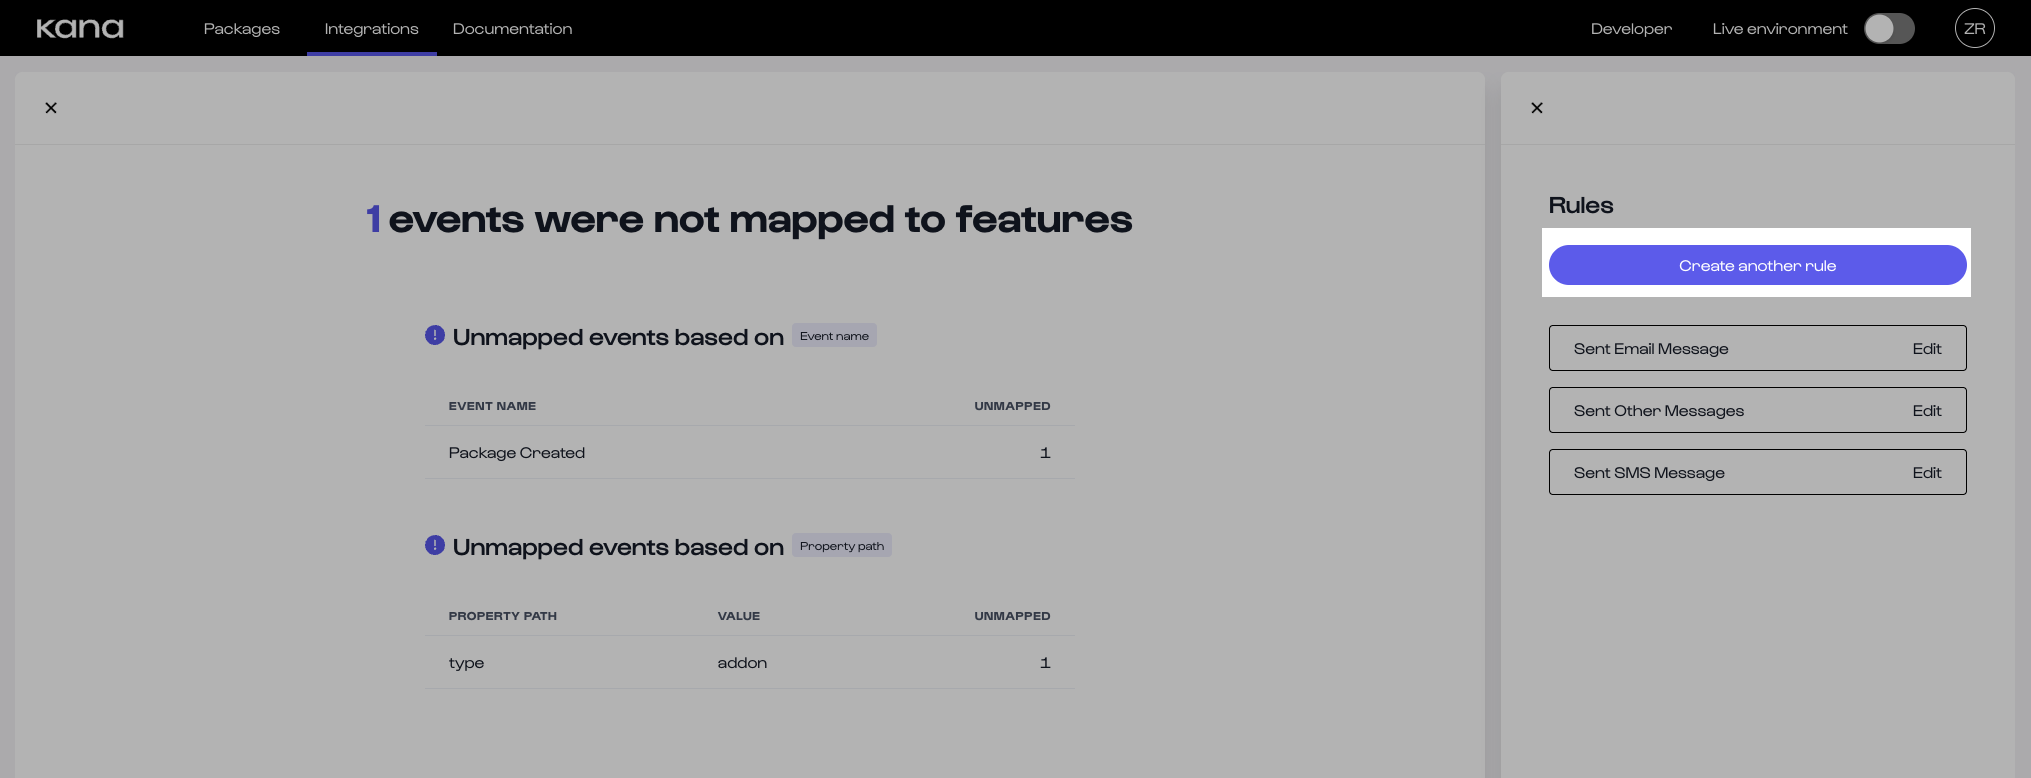 kana
Packages
Integrations
Documentation
Developer
Live environment
ZR
1 events were not mapped to features
Unmapped events based on Event name
EVENT NAME UNMAPPED
Package Created 1
Unmapped events based on Property path
PROPERTY PATH VALUE UNMAPPED
type addon 1
Rules
Create another rule
Sent Email Message Edit
Sent Other Messages Edit
Sent SMS Message Edit